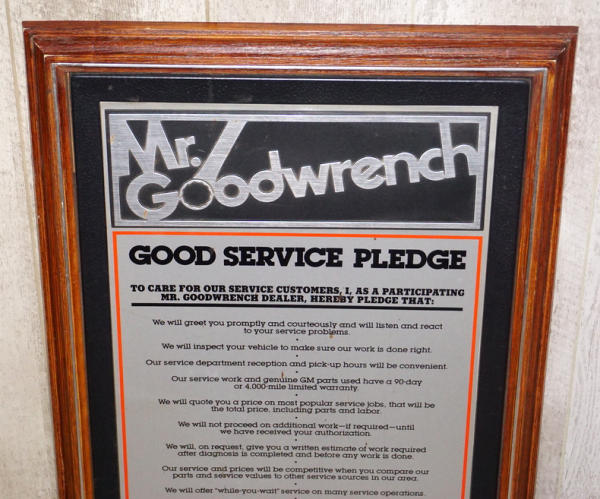 Mr. Goodwrench
GOOD SERVICE PLEDGE
TO CARE FOR OUR SERVICE CUSTOMERS, I, AS A PARTICIPATING
MR. GOODWRENCH DEALER, HEREBY PLEDGE THAT:
We will greet you promptly and courteously and will listen and react
to your service problems.
•
We will inspect your vehicle to make sure our work is done right.
•
Our service department reception and pick-up hours will be convenient.
•
Our service work and genuine GM parts used have a 90-day
or 4,000-mile limited warranty.
•
We will quote you a price on most popular service jobs, that will be
the total price, including parts and labor.
•
We will not proceed on additional work—if required—until
we have received your authorization.
•
We will, on request, give you a written estimate of work required
after diagnosis is completed and before any work is done.
•
Our service and prices will be competitive when you compare our
parts and service values to other service sources in our area.
•
We will offer "while-you-wait" service on many service operations.